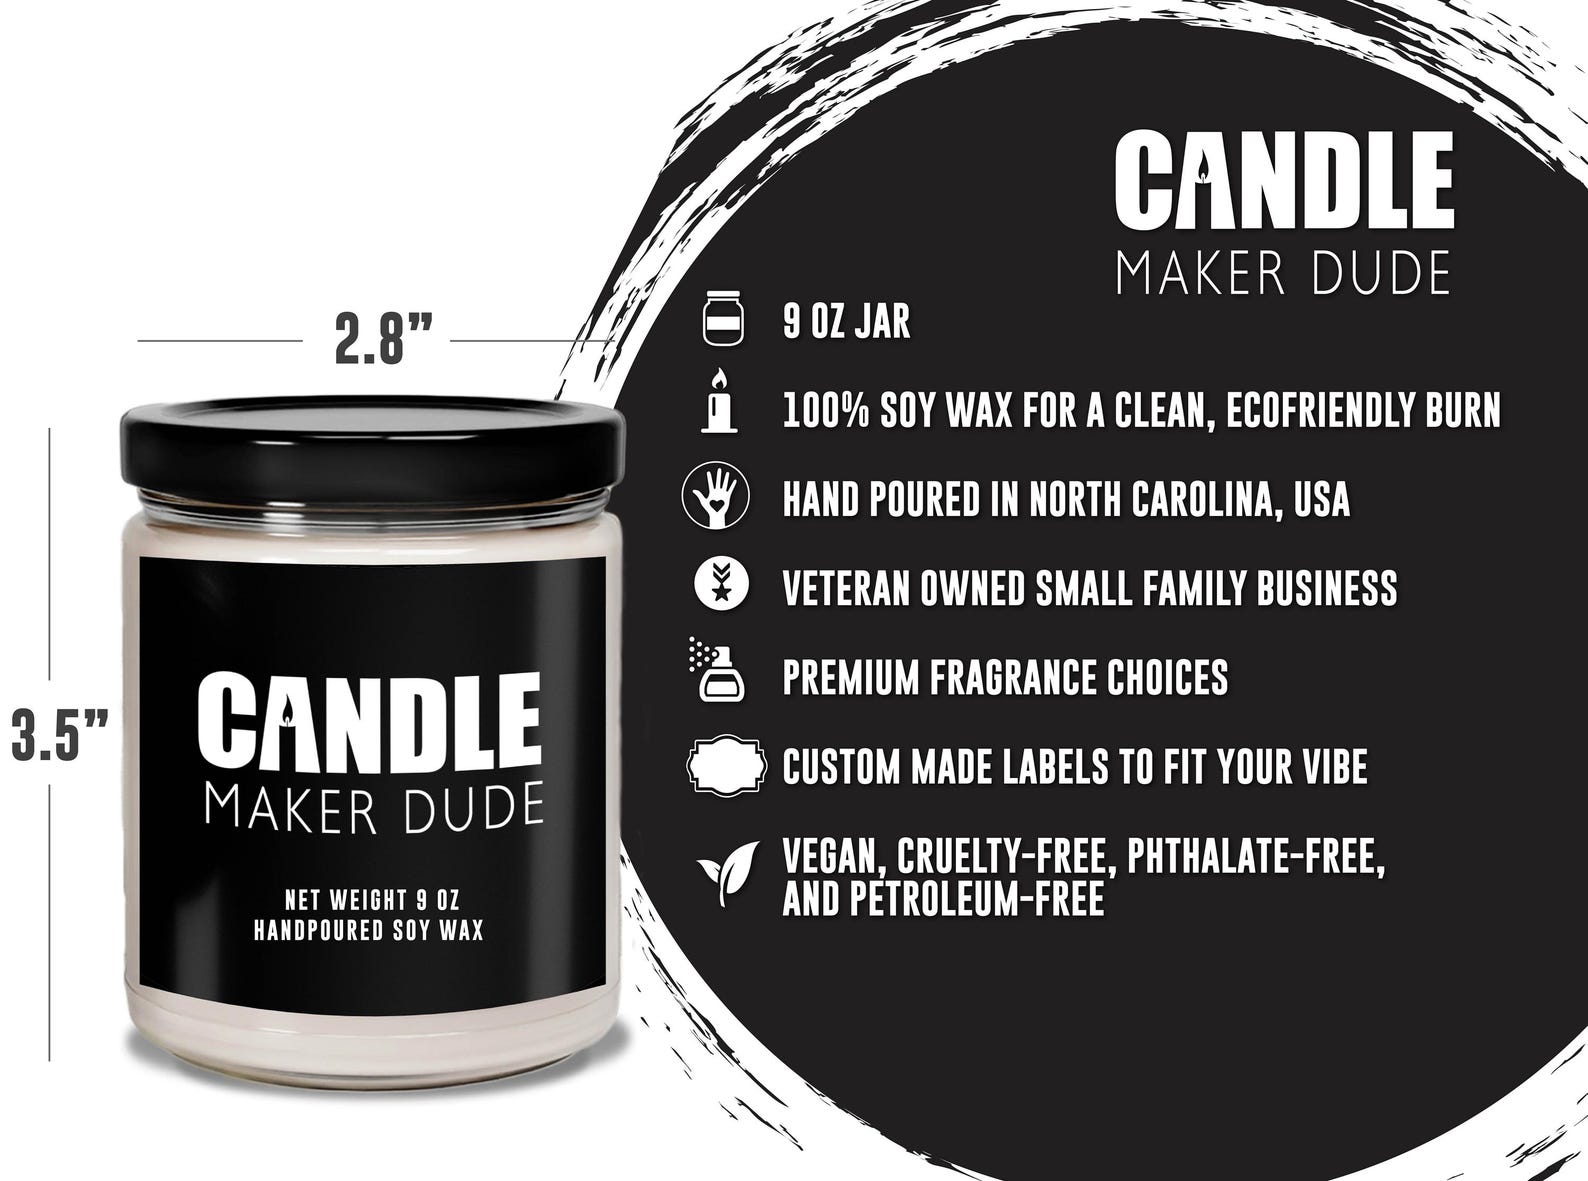 CANDLE
MAKER DUDE
2.8”
9 OZ JAR
100% SOY WAX FOR A CLEAN, ECOFRIENDLY BURN
HAND POURED IN NORTH CAROLINA, USA
VETERAN OWNED SMALL FAMILY BUSINESS
PREMIUM FRAGRANCE CHOICES
CUSTOM MADE LABELS TO FIT YOUR VIBE
VEGAN, CRUELTY-FREE, PHTHALATE-FREE,
AND PETROLEUM-FREE
3.5”
CANDLE
MAKER DUDE
NET WEIGHT 9 OZ
HANDPOURED SOY WAX